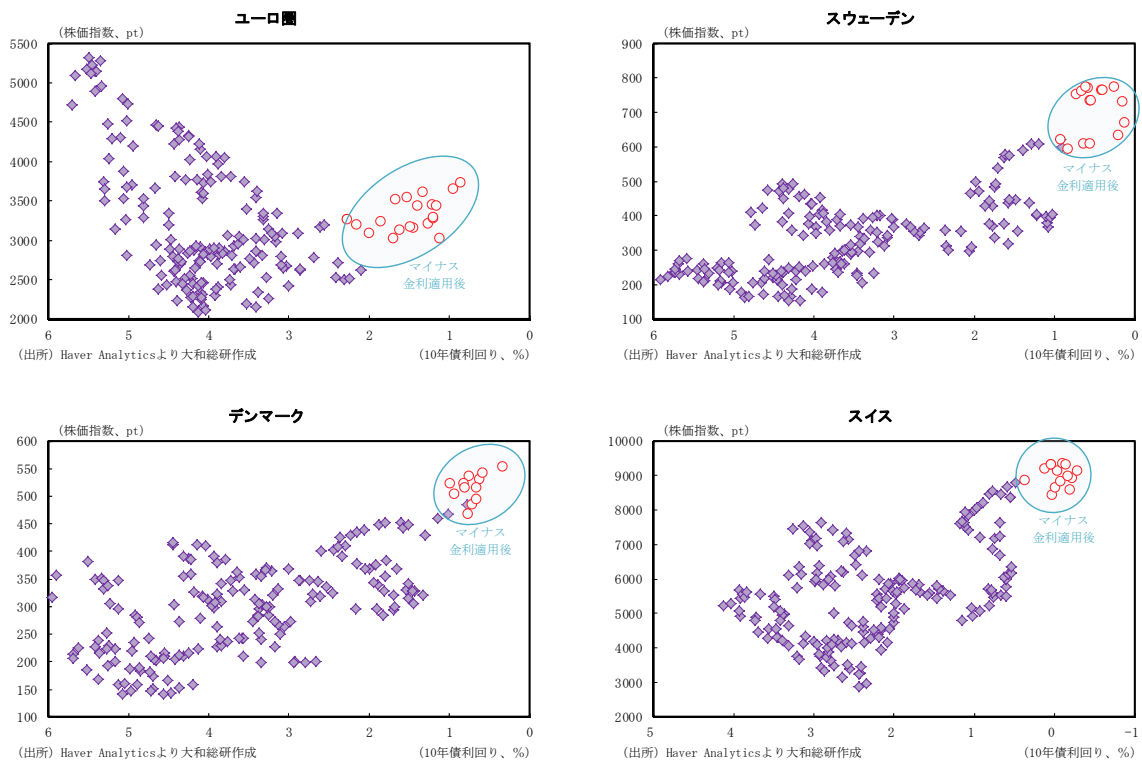 ユーロ圏
（株価指数、pt）
5500
5000
4500
4000
3500
3000
2500
2000
マイナス
金利適用後
6 5 4 3 2 1 0
（出所）Haver Analyticsより大和総研作成 （10年債利回り、%）
スウェーデン
（株価指数、pt）
900
800
700
600
500
400
300
200
100
マイナス
金利適用後
6 5 4 3 2 1 0
（出所）Haver Analyticsより大和総研作成 （10年債利回り、%）
デンマーク
（株価指数、pt）
600
550
500
450
400
350
300
250
200
150
100
マイナス
金利適用後
6 5 4 3 2 1 0
（出所）Haver Analyticsより大和総研作成 （10年債利回り、%）
スイス
（株価指数、pt）
10000
9000
8000
7000
6000
5000
4000
3000
2000
マイナス
金利適用後
5 4 3 2 1 0 -1
（出所）Haver Analyticsより大和総研作成 （10年債利回り、%）